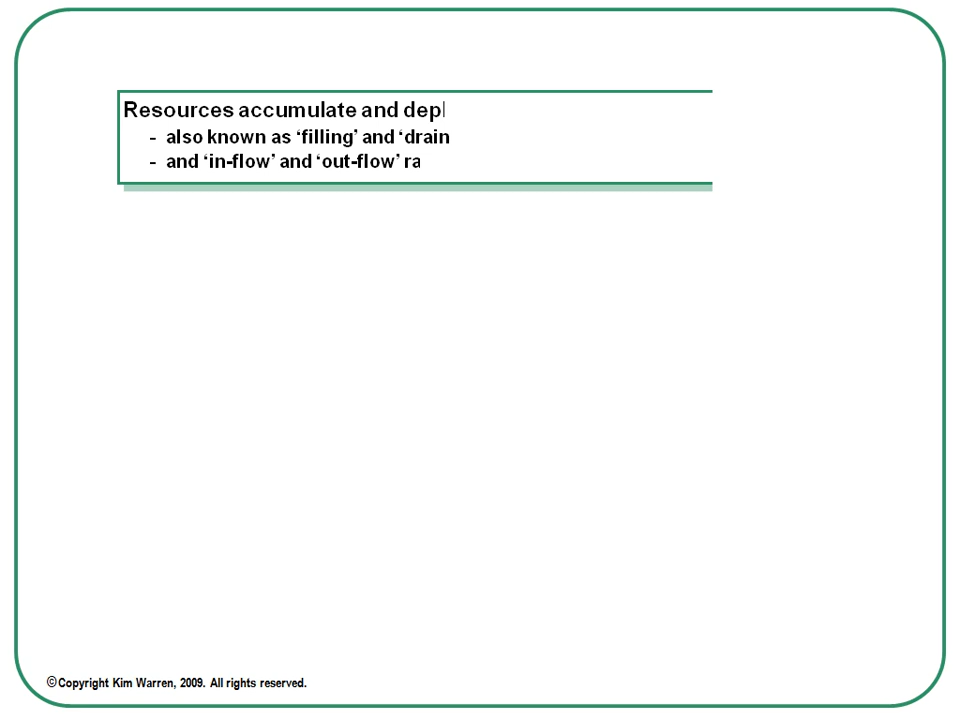 Resources accumulate and depl
- also known as ‘filling’ and ‘drain
- and ‘in-flow’ and ‘out-flow’ ra
©Copyright Kim Warren, 2009. All rights reserved.